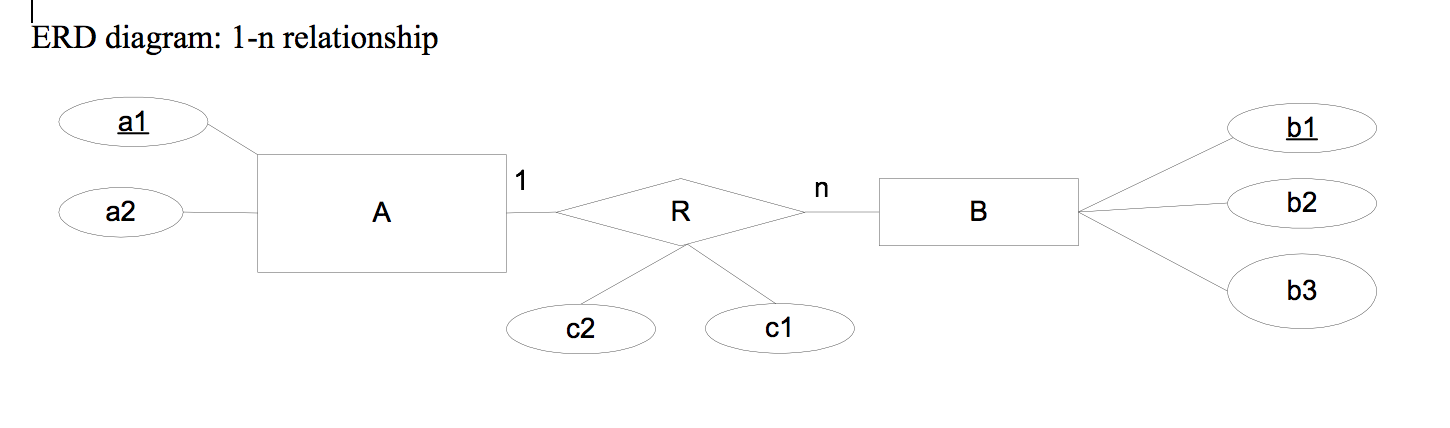 ERD diagram: 1-n relationship
a1
b1
1
n
a2
A
R
B
b2
b3
c2
c1